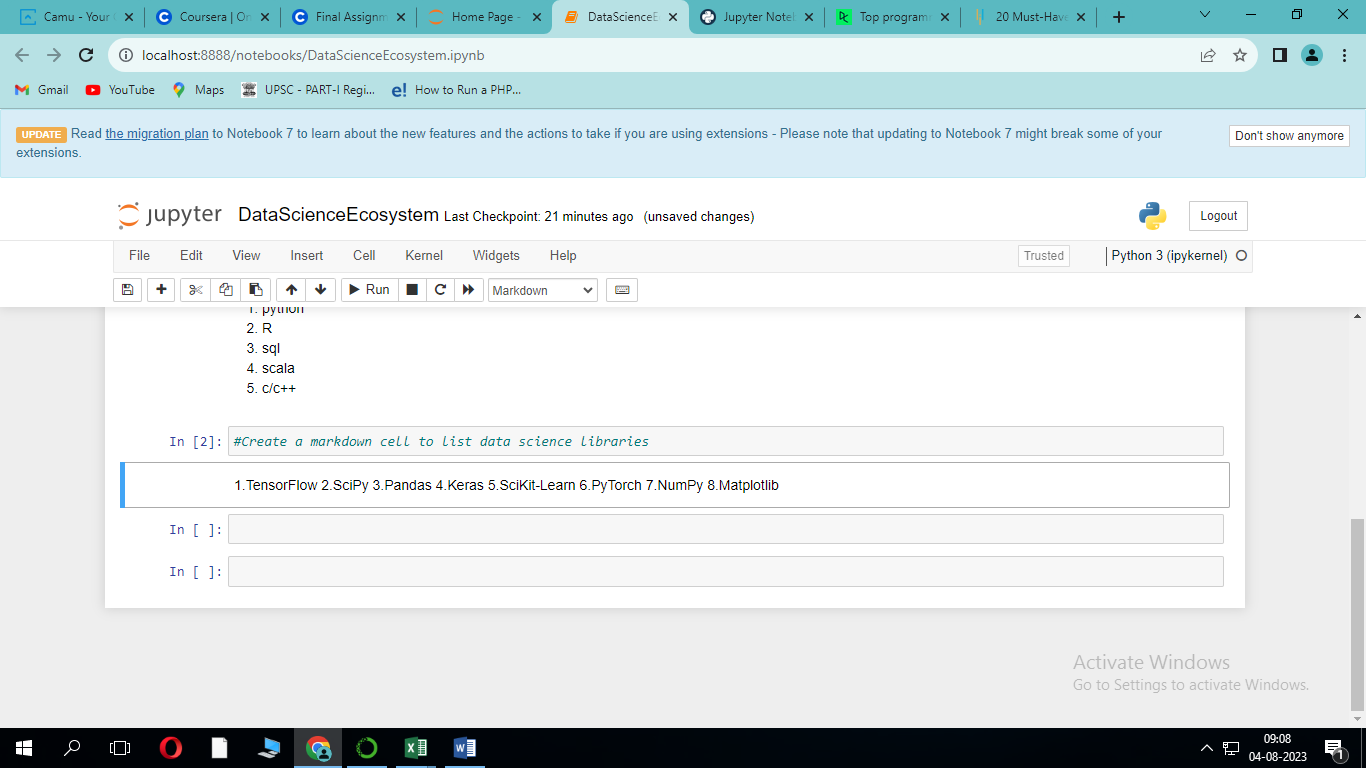 Camu - Your
Coursera | On
Final Assignm
Home Page -
DataScienceE
Jupyter Note
Top program
20 Must-Have
localhost:8888/notebooks/DataScienceEcosystem.ipynb
Gmail
YouTube
Maps
UPSC - PART-I Regi...
e! How to Run a PHP...
UPDATE Read the migration plan to Notebook 7 to learn about the new features and the actions to take if you are using extensions - Please note that updating to Notebook 7 might break some of your
extensions.
Don't show anymore
jupyter DataScienceEcosystem Last Checkpoint: 21 minutes ago (unsaved changes)
Logout
File Edit View Insert Cell Kernel Widgets Help
Trusted
Python 3 (ipykernel)
Run
Markdown
1. python
2. R
3. sql
4. scala
5. c/c++
In [2]: #Create a markdown cell to list data science libraries
1.TensorFlow 2.SciPy 3.Pandas 4.Keras 5.SciKit-Learn 6.PyTorch 7.NumPy 8.Matplotlib
In [ ]:
In [ ]:
Activate Windows
Go to Settings to activate Windows.
09:08
04-08-2023
1